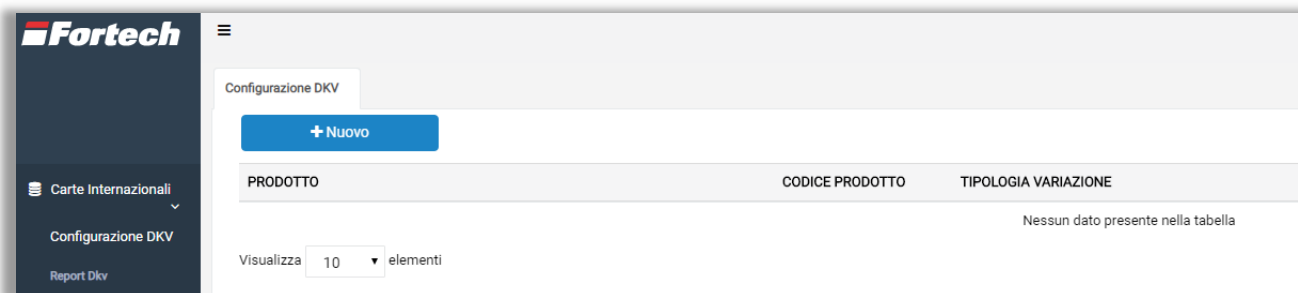 Fortech
Configurazione DKV
+ Nuovo
PRODOTTO CODICE PRODOTTO TIPOLOGIA VARIAZIONE
Carte Internazionali
Nessun dato presente nella tabella
Configurazione DKV
Visualizza 10 elementi
Report Dkv